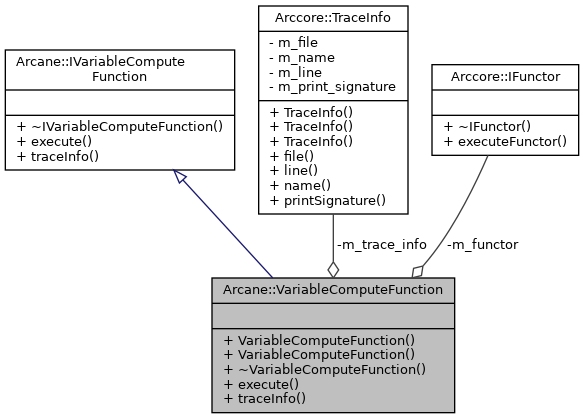 Arccore::TraceInfo
- m_file
- m_name
- m_line
- m_print_signature
+ TraceInfo()
+ TraceInfo()
+ TraceInfo()
+ file()
+ line()
+ name()
+ printSignature()
Arcane::IVariableCompute
Function
+ ~IVariableComputeFunction()
+ execute()
+ traceInfo()
Arccore::IFunctor
+ ~IFunctor()
+ executeFunctor()
-m_trace_info
-m_functor
Arcane::VariableComputeFunction
+ VariableComputeFunction()
+ VariableComputeFunction()
+ ~VariableComputeFunction()
+ execute()
+ traceInfo()